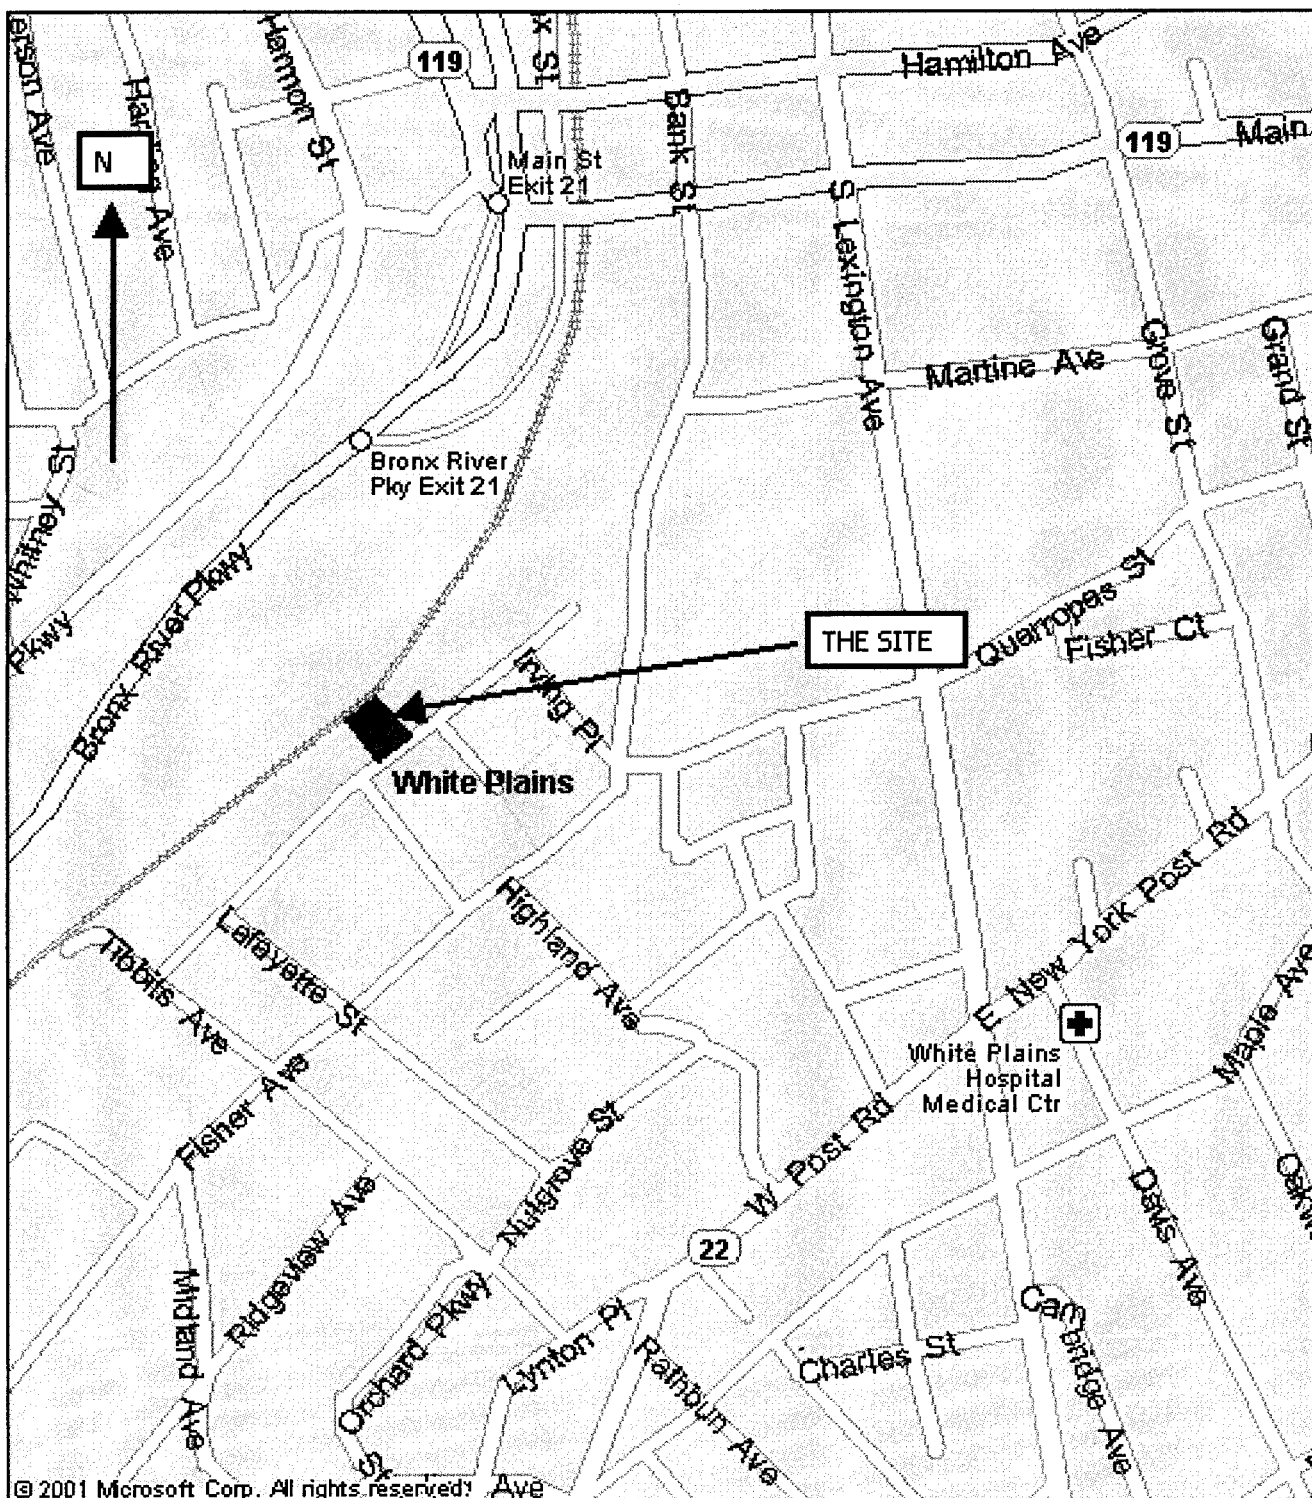 119
Hamilton Ave
Harmon St
Bank St
119
Main
N
Main St
Exit 21
S Lexington Ave
Grove St
Grand St
Martine Ave
Bronx River
Pky Exit 21
Whitney St
Pkwy
Bronx River Pkwy
Quarropas St
Fisher Ct
THE SITE
Irving Pl
White Plains
E New York Post Rd
Highland Ave
Lafayette St
Tibbits Ave
Maple Ave
White Plains
Hospital
Medical Ctr
Fisher Ave
Nutgrove St
W Post Rd
Davis Ave
22
Ridgeview Ave
Midland Ave
Orchard Pkwy
Lynton Pl
Rathbun Ave
Charles St
Cambridge Ave
© 2001 Microsoft Corp. All rights reserved
Ave